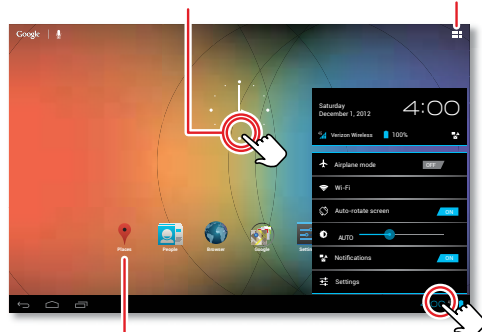 Google
Saturday
December 1, 2012
4:00
4G
Verizon Wireless
100%
Airplane mode
OFF
Wi-Fi
Auto-rotate screen
ON
AUTO
Notifications
ON
Settings
Places
People
Browser
Google